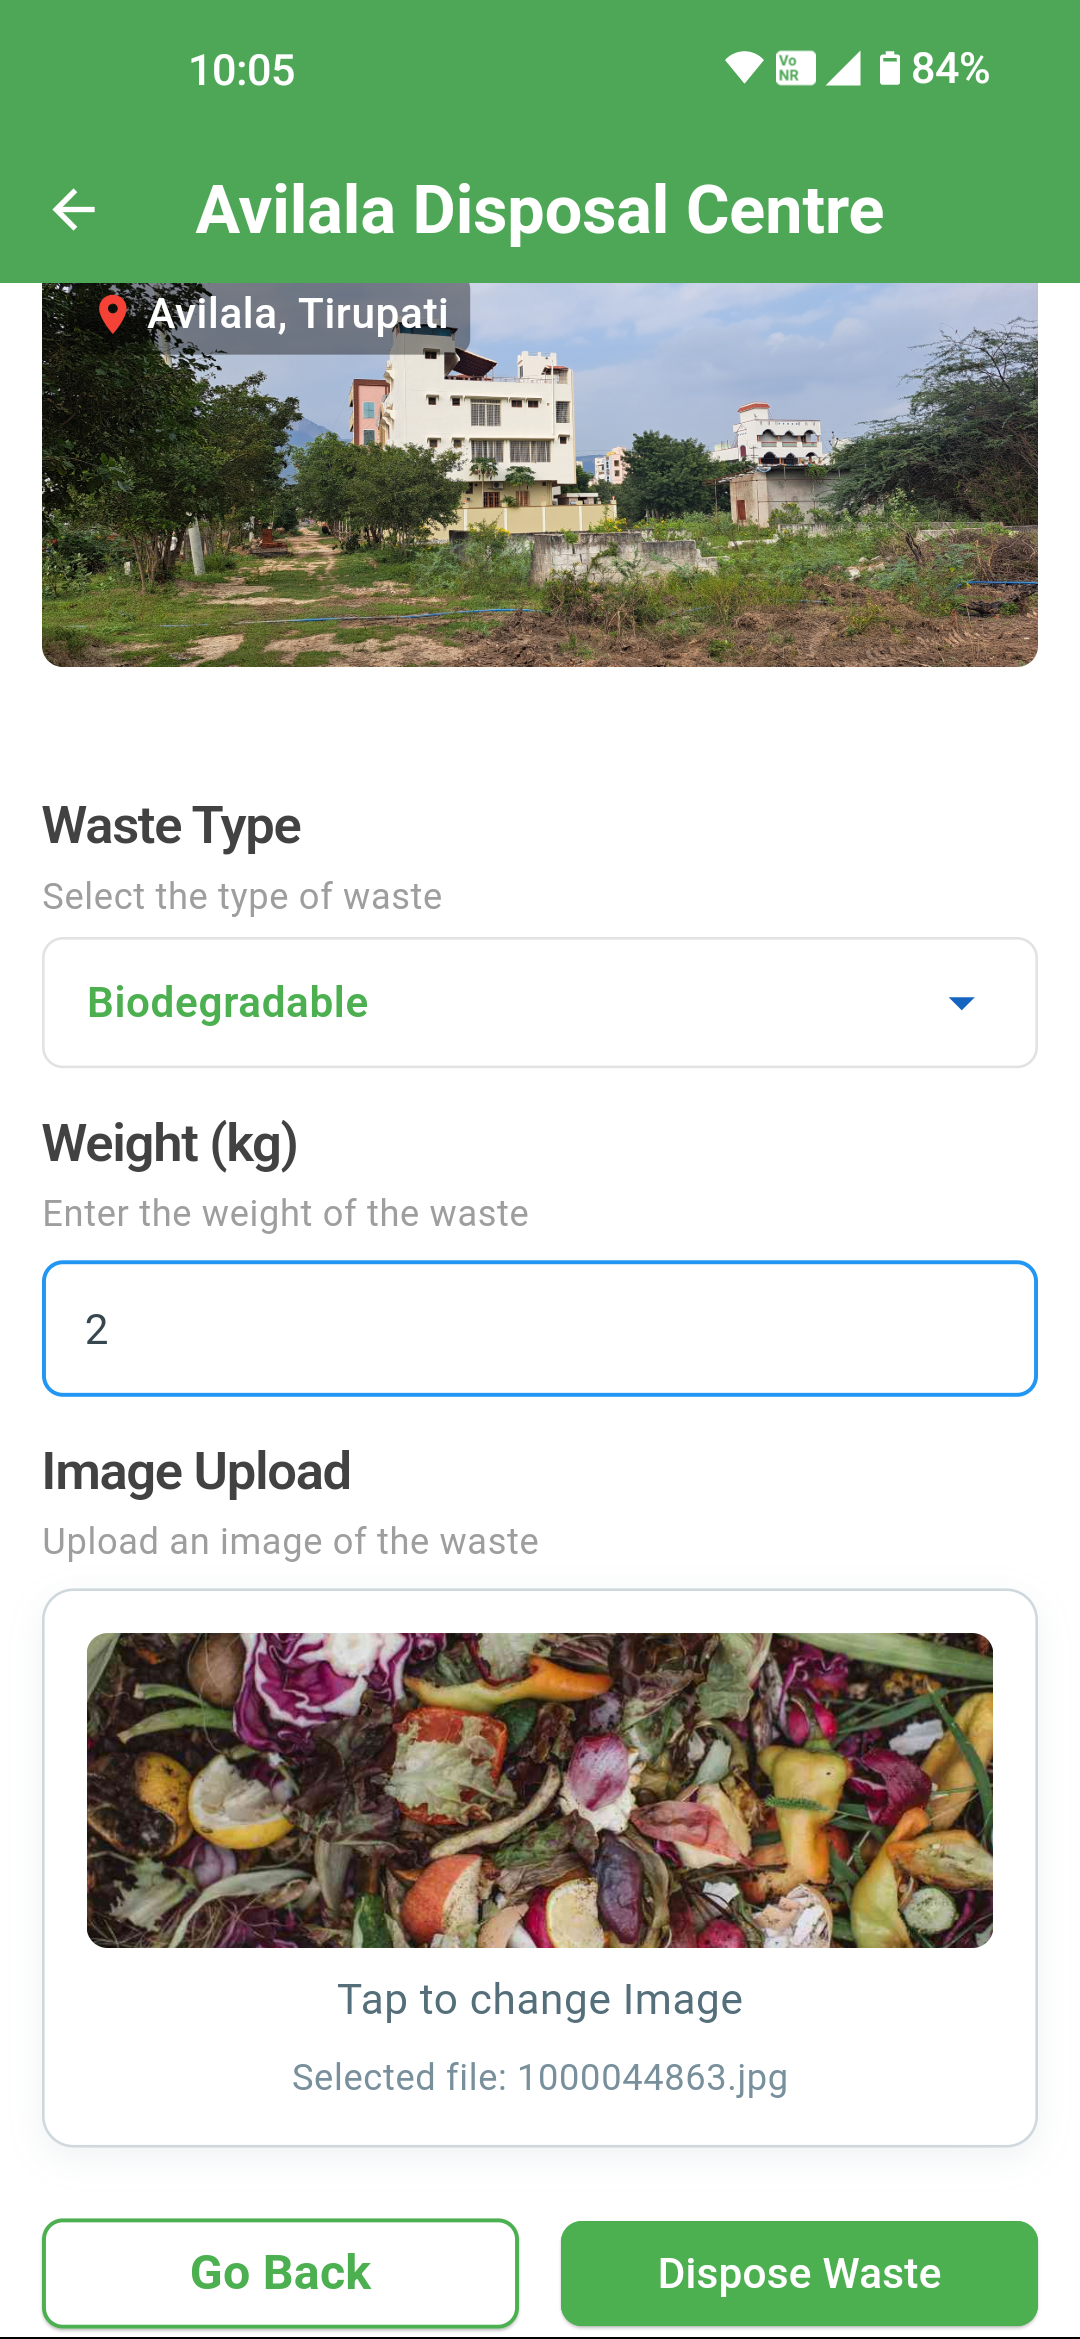 10:05
Vo
NR
84%
Avilala Disposal Centre
Avilala, Tirupati
Waste Type
Select the type of waste
Biodegradable
Weight (kg)
Enter the weight of the waste
2
Image Upload
Upload an image of the waste
Tap to change Image
Selected file: 1000044863.jpg
Go Back
Dispose Waste